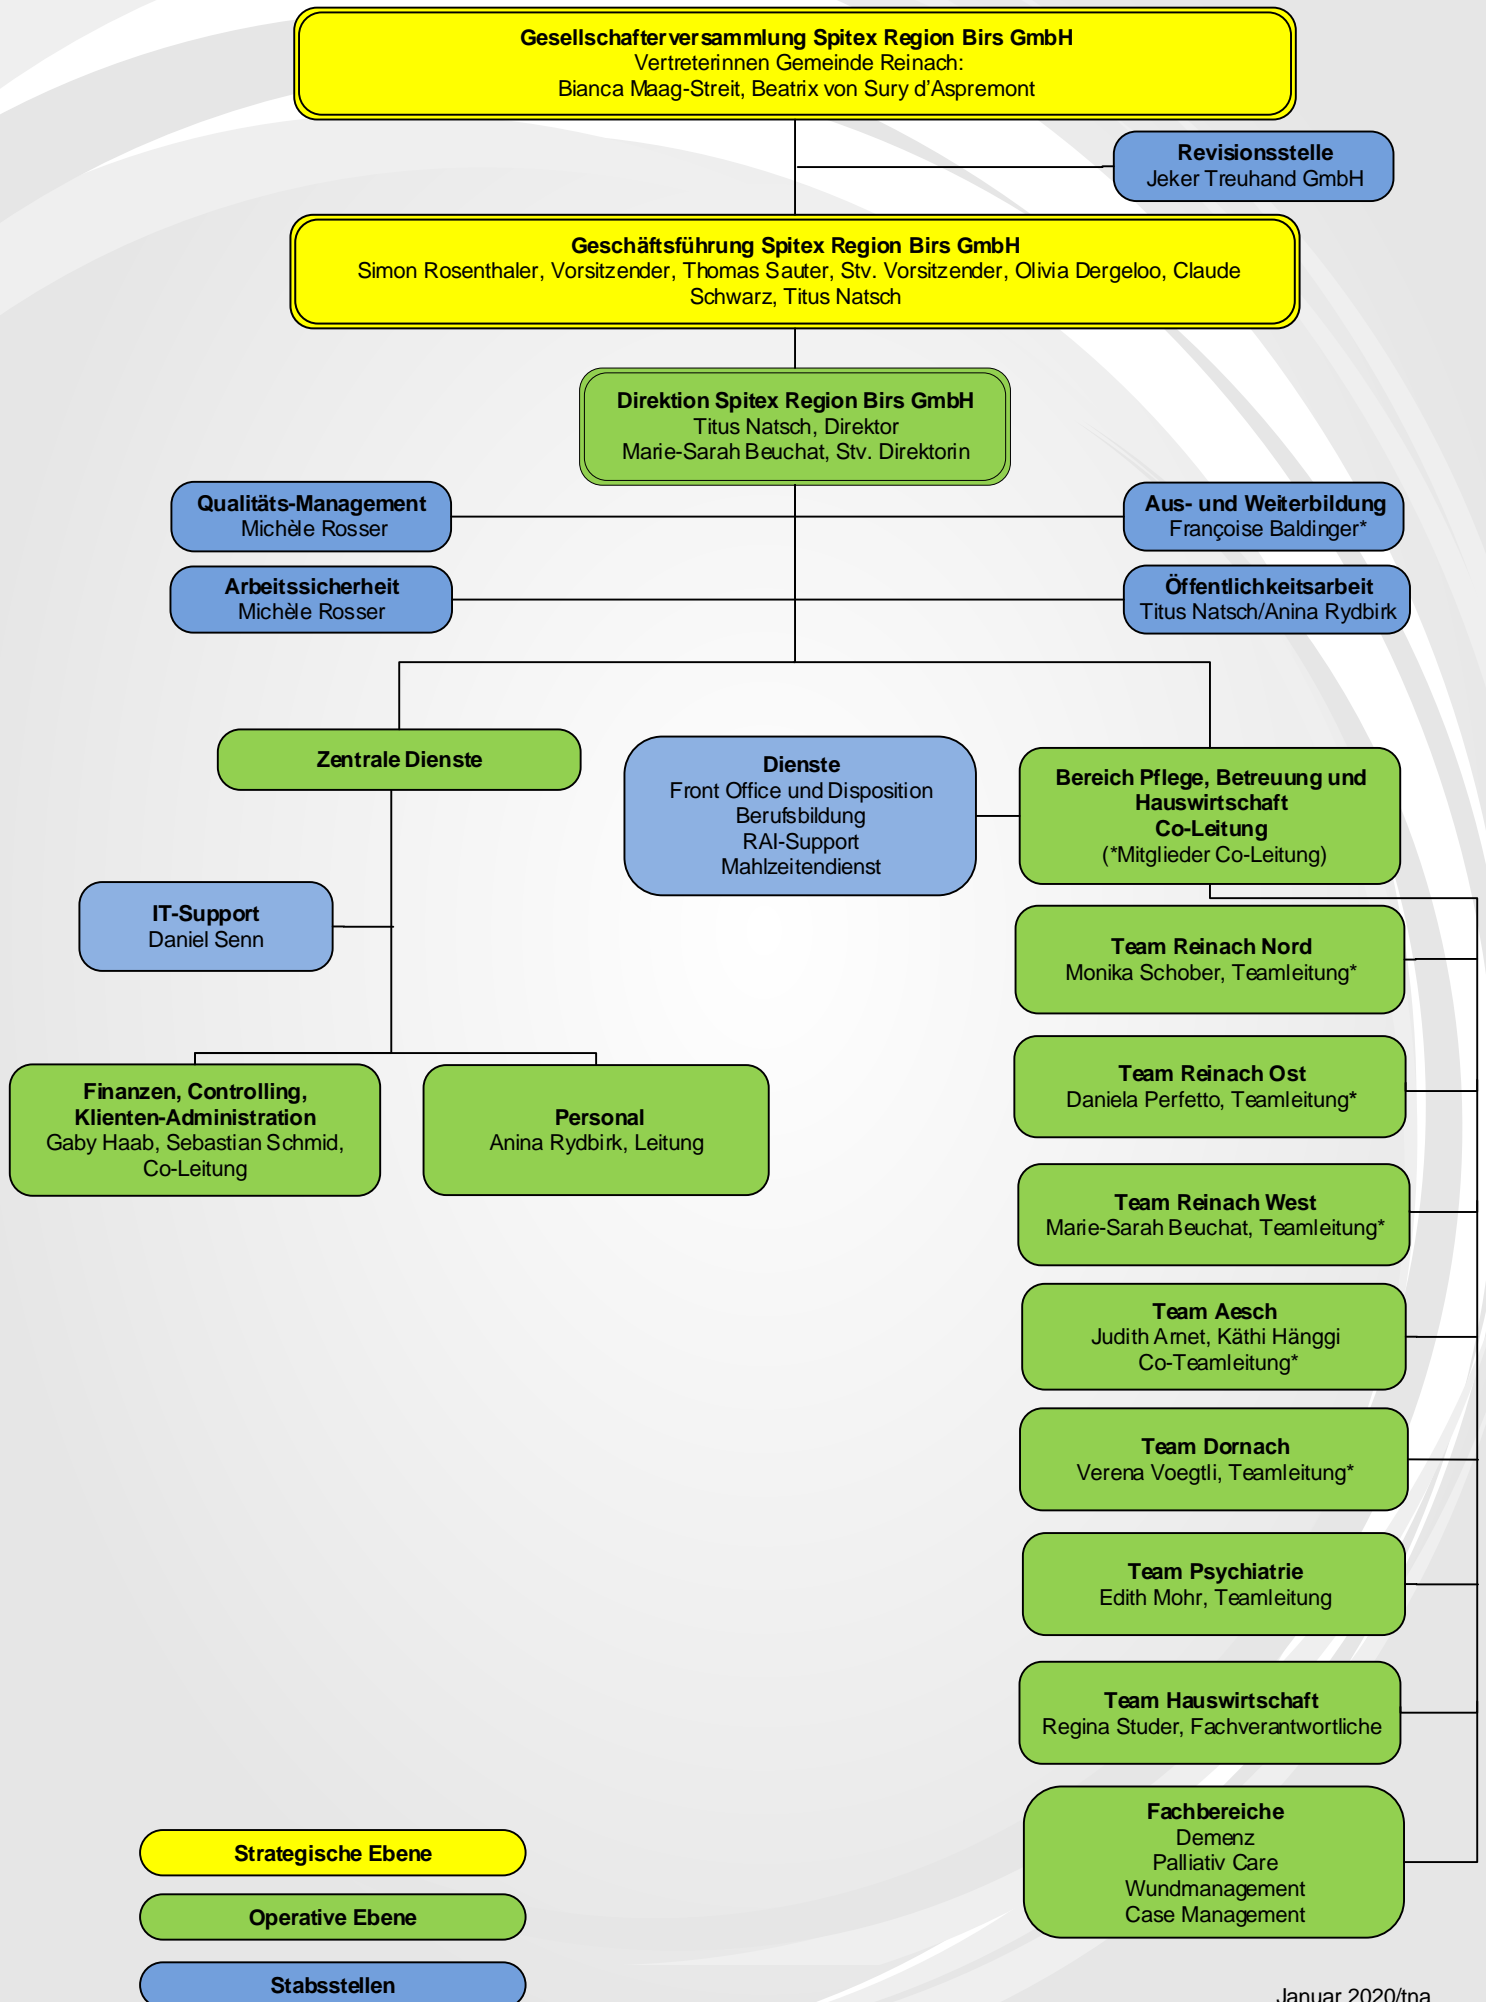 Gesellschafterversammlung Spitex Region Birs GmbH
Vertreterinnen Gemeinde Reinach:
Bianca Maag-Streit, Beatrix von Sury d'Aspremont
Revisionsstelle
Jeker Treuhand GmbH
Geschäftsführung Spitex Region Birs GmbH
Simon Rosenthaler, Vorsitzender, Thomas Sauter, Stv. Vorsitzender, Olivia Dergeloo, Claude
Schwarz, Titus Natsch
Direktion Spitex Region Birs GmbH
Titus Natsch, Direktor
Marie-Sarah Beuchat, Stv. Direktorin
Qualitäts-Management
Michèle Rosser
Aus- und Weiterbildung
Françoise Baldinger*
Arbeitssicherheit
Michèle Rosser
Öffentlichkeitsarbeit
Titus Natsch/Anina Rydbirk
Zentrale Dienste
Dienste
Front Office und Disposition
Berufsbildung
RAI-Support
Mahlzeitendienst
Bereich Pflege, Betreuung und
Hauswirtschaft
Co-Leitung
(*Mitglieder Co-Leitung)
IT-Support
Daniel Senn
Finanzen, Controlling,
Klienten-Administration
Gaby Haab, Sebastian Schmid,
Co-Leitung
Personal
Anina Rydbirk, Leitung
Team Reinach Nord
Monika Schober, Teamleitung*
Team Reinach Ost
Daniela Perfetto, Teamleitung*
Team Reinach West
Marie-Sarah Beuchat, Teamleitung*
Team Aesch
Judith Arnet, Käthi Hänggi
Co-Teamleitung*
Team Dornach
Verena Voegtli, Teamleitung*
Team Psychiatrie
Edith Mohr, Teamleitung
Team Hauswirtschaft
Regina Studer, Fachverantwortliche
Fachbereiche
Demenz
Palliativ Care
Wundmanagement
Case Management
Strategische Ebene
Operative Ebene
Stabsstellen
Januar 2020/tna